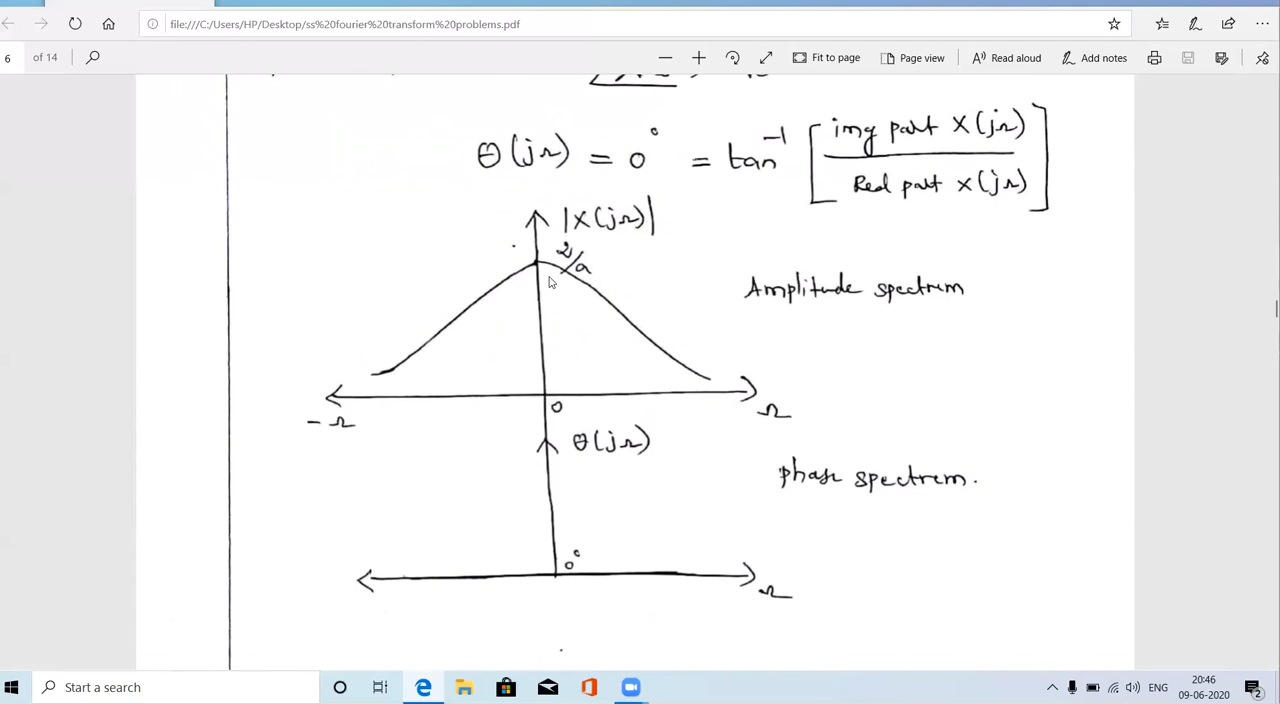 file:///C:/Users/HP/Desktop/ss%20fourier%20transform%20problems.pdf
6 of 14
Fit to page
Page view
Read aloud
Add notes
θ(jΩ) = 0° = tan⁻¹ [ img part X(jΩ) / Real part X(jΩ) ]
|X(jΩ)|
2/a
Amplitude spectrum
0
-Ω
Ω
θ(jΩ)
phase spectrem.
0°
Ω
Start a search
ENG
20:46
09-06-2020
2